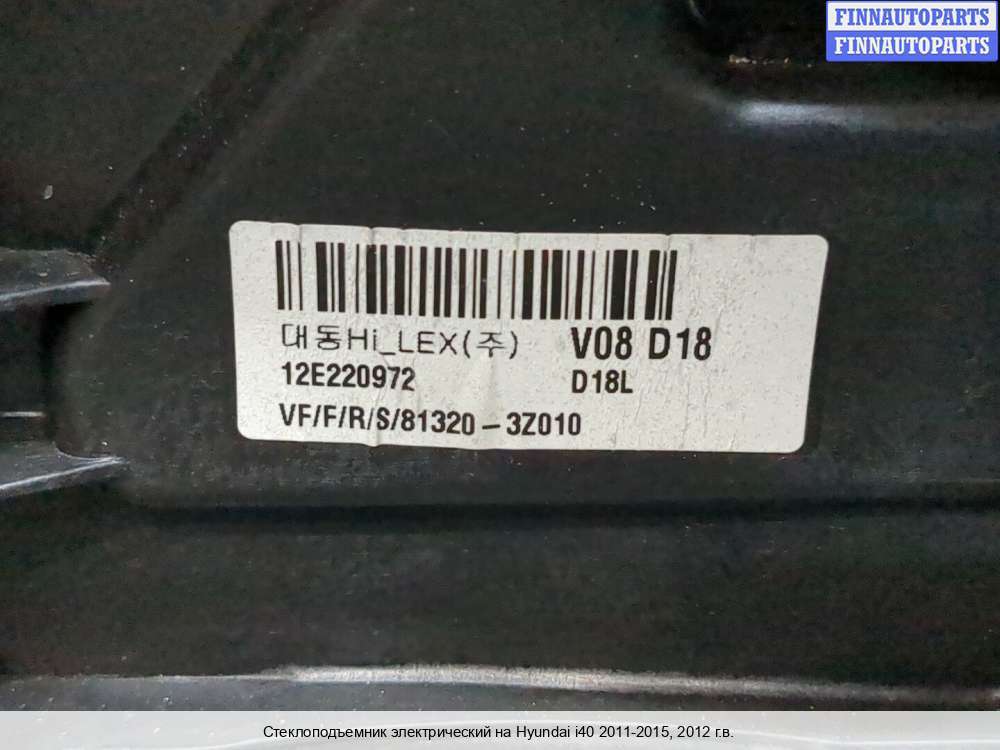 FINNAUTOPARTS
FINNAUTOPARTS
대동Hi_LEX(주) V08 D18
12E220972 D18L
VF/F/R/S/81320-3Z010
Стеклоподъемник электрический на Hyundai i40 2011-2015, 2012 г.в.